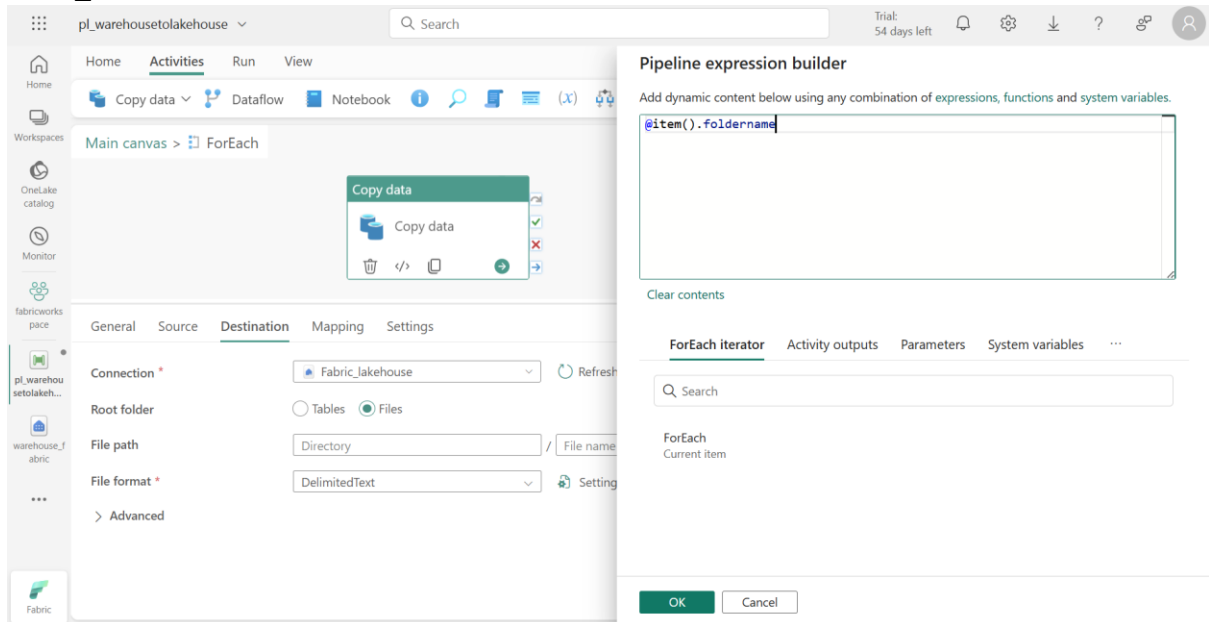 pl_warehousetolakehouse
Search
Trial:
54 days left
?
Home
Workspaces
OneLake
catalog
Monitor
fabricworks
pace
pl_warehou
setolakeh...
warehouse_f
abric
Fabric
Home Activities Run View
Copy data Dataflow Notebook (x)
Main canvas > ForEach
Copy data
Copy data
General Source Destination Mapping Settings
Connection * Fabric_lakehouse Refresh
Root folder Tables Files
File path Directory / File name
File format * DelimitedText Setting
> Advanced
Pipeline expression builder
Add dynamic content below using any combination of expressions, functions and system variables.
@item().foldername
Clear contents
ForEach iterator Activity outputs Parameters System variables ...
Search
ForEach
Current item
OK Cancel